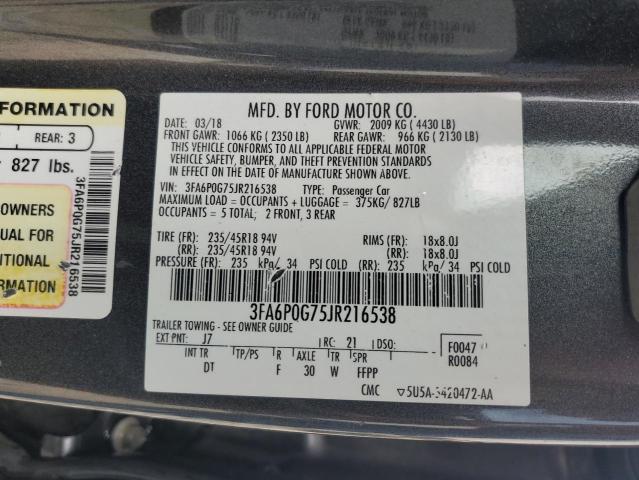 FORMATION
REAR: 3
827 lbs.
OWNERS
UAL FOR
DITIONAL
RMATION
3FA6P0G75JR216538
MFD. BY FORD MOTOR CO.
DATE: 03/18 GVWR: 2009 KG ( 4430 LB)
FRONT GAWR: 1066 KG ( 2350 LB) REAR GAWR: 966 KG ( 2130 LB)
THIS VEHICLE CONFORMS TO ALL APPLICABLE FEDERAL MOTOR
VEHICLE SAFETY, BUMPER, AND THEFT PREVENTION STANDARDS
IN EFFECT ON THE DATE OF MANUFACTURE SHOWN ABOVE.
VIN: 3FA6P0G75JR216538 TYPE: Passenger Car
MAXIMUM LOAD = OCCUPANTS + LUGGAGE = 375KG/ 827LB
OCCUPANTS = 5 TOTAL; 2 FRONT, 3 REAR
TIRE (FR): 235/45R18 94V RIMS (FR): 18x8.0J
(RR): 235/45R18 94V (RR): 18x8.0J
PRESSURE (FR): 235 kPa/ 34 PSI COLD (RR): 235 kPa/ 34 PSI COLD
3FA6P0G75JR216538
TRAILER TOWING - SEE OWNER GUIDE
EXT PNT: J7 RC: 21 DSO: F0047
INT TR TP/PS R AXLE TR SPR R0084
DT F 30 W FFPP
CMC ▽5U5A-5420472-AA